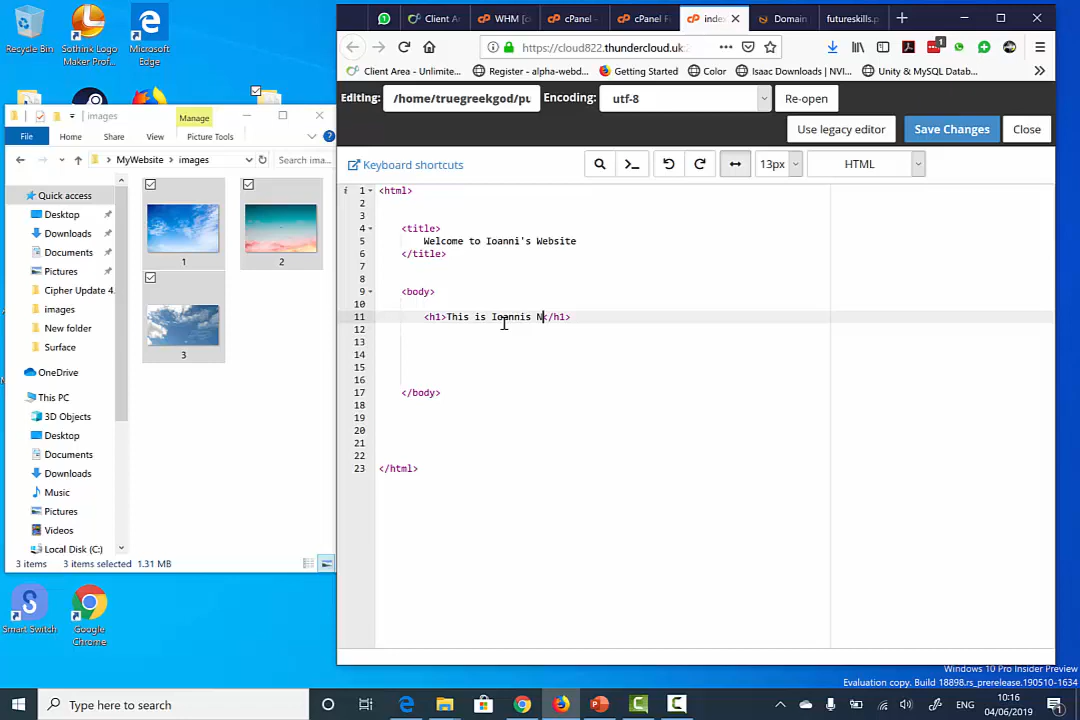 Recycle Bin
Sothink Logo Maker Prof...
Microsoft Edge
images
Manage
File
Home
Share
View
Picture Tools
MyWebsite
images
Search ima...
Quick access
Desktop
Downloads
Documents
Pictures
Cipher Update 4.
images
New folder
Surface
OneDrive
This PC
3D Objects
Desktop
Documents
Downloads
Music
Pictures
Videos
Local Disk (C:)
1
2
3
3 items
3 items selected
1.31 MB
Smart Switch
Google Chrome
Client A
WHM [c
cPanel -
cPanel F
index
Domain
futureskills.p
https://cloud822.thundercloud.uk:
1
Client Area - Unlimite...
Register - alpha-webd...
Getting Started
Color
Isaac Downloads | NVI...
Unity & MySQL Datab...
Editing:
/home/truegreekgod/pu
Encoding:
utf-8
Re-open
Use legacy editor
Save Changes
Close
Keyboard shortcuts
13px
HTML
i 1 <html>
2
3
4 <title>
5 Welcome to Ioanni's Website
6 </title>
7
8
9 <body>
10
11 <h1>This is Ioannis N</h1>
12
13
14
15
16
17 </body>
18
19
20
21
22
23 </html>
Windows 10 Pro Insider Preview
Evaluation copy. Build 18898.rs_prerelease.190510-1634
Type here to search
ENG
10:16
04/06/2019
1